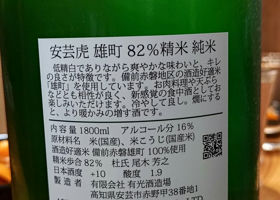 安芸虎 雄町 82%精米 純米
低精白でありながら爽やかな味わいと、キレ
の良さが特徴です。備前赤磐地区の酒造好適米
「雄町」を使用しています。お肉料理や天ぷら
などとも相性が良く、新感覚の食中酒としてお
楽しみいただけます。冷やして良し。燗にする
と、より暖かみの増す酒です。
内容量 1800ml アルコール分 16%
原材料名 米(国産)、米こうじ(国産米)
酒造好適米 備前赤磐雄町 100%使用
精米歩合 82% 杜氏 尾木 芳之
日本酒度 +10 酸度 1.9
製造者 有限会社 有光酒造場
高知県安芸市赤野甲38番地1